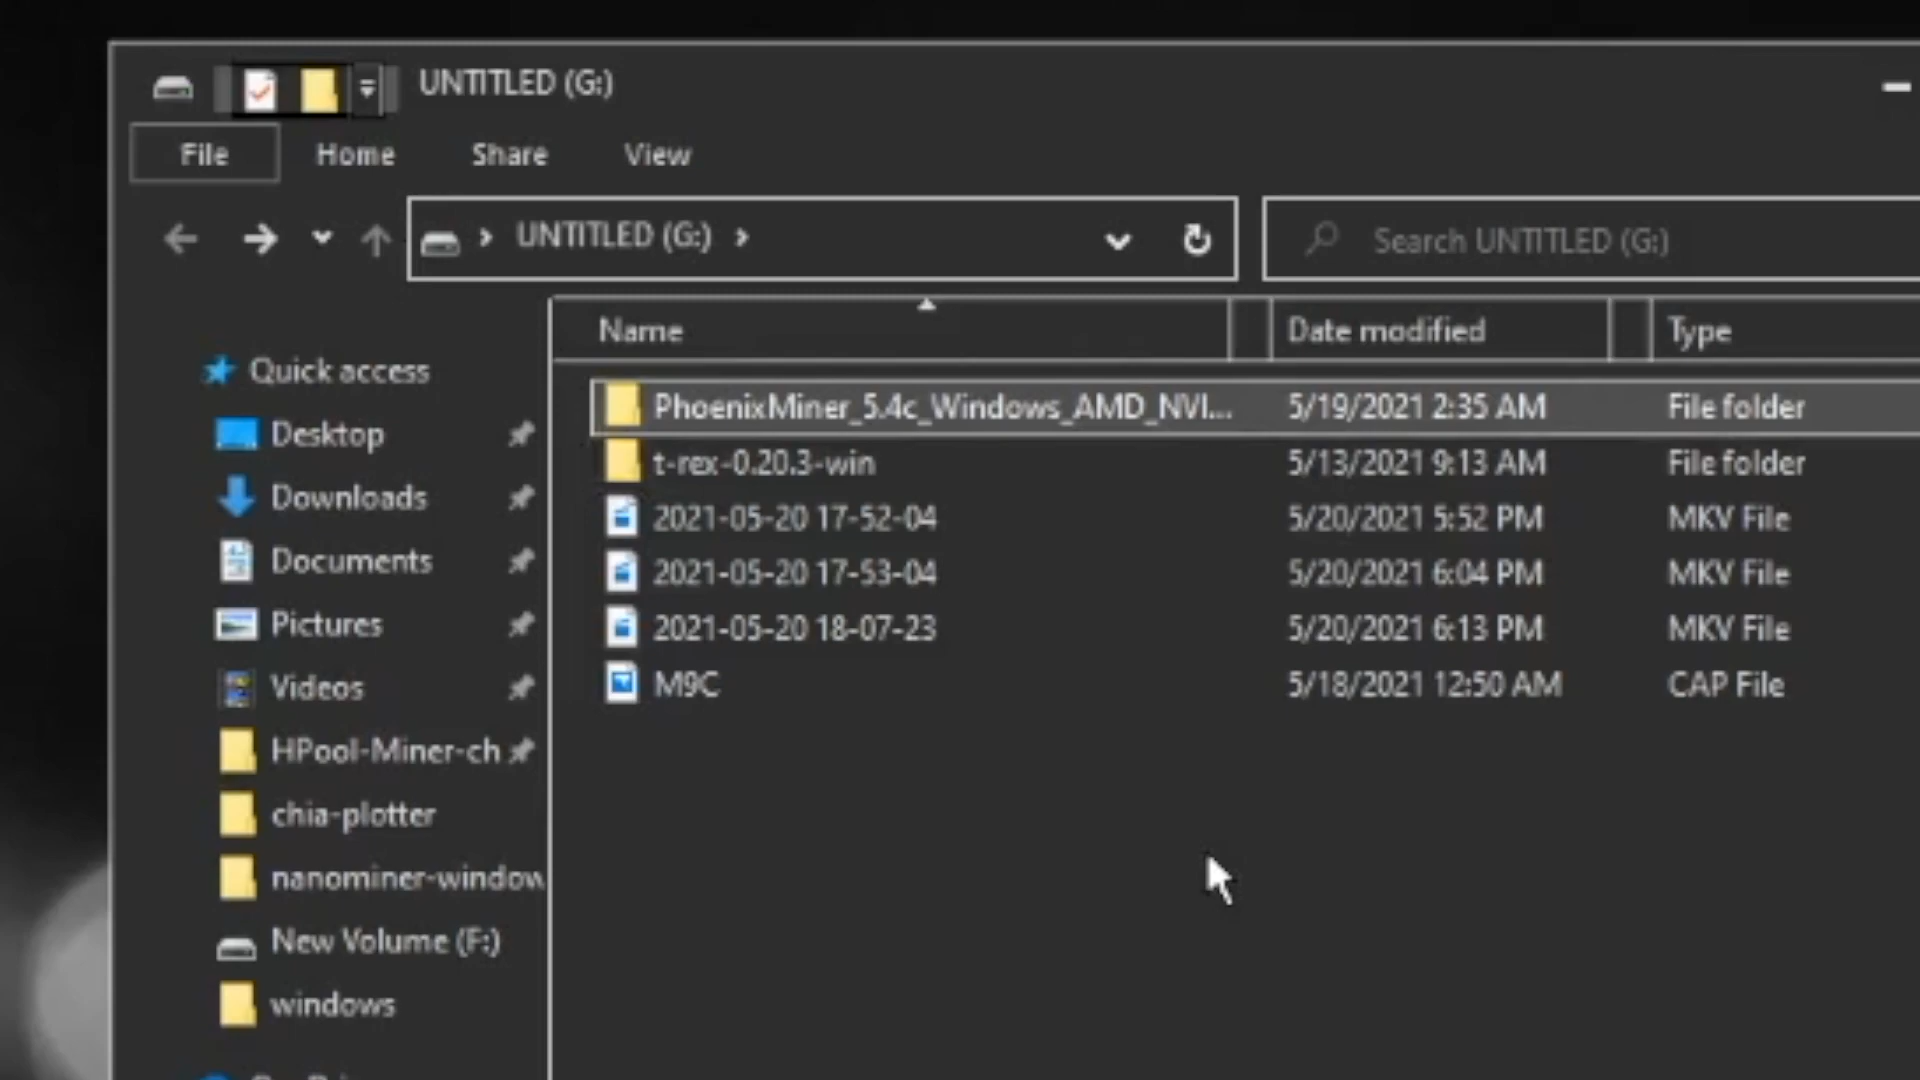 UNTITLED (G:)
File Home Share View
UNTITLED (G:)
Search UNTITLED (G:)
Name Date modified Type
Quick access
Desktop
Downloads
Documents
Pictures
Videos
HPool-Miner-ch
chia-plotter
nanominer-window
New Volume (F:)
windows
PhoenixMiner_5.4c_Windows_AMD_NVI... 5/19/2021 2:35 AM File folder
t-rex-0.20.3-win 5/13/2021 9:13 AM File folder
2021-05-20 17-52-04 5/20/2021 5:52 PM MKV File
2021-05-20 17-53-04 5/20/2021 6:04 PM MKV File
2021-05-20 18-07-23 5/20/2021 6:13 PM MKV File
M9C 5/18/2021 12:50 AM CAP File